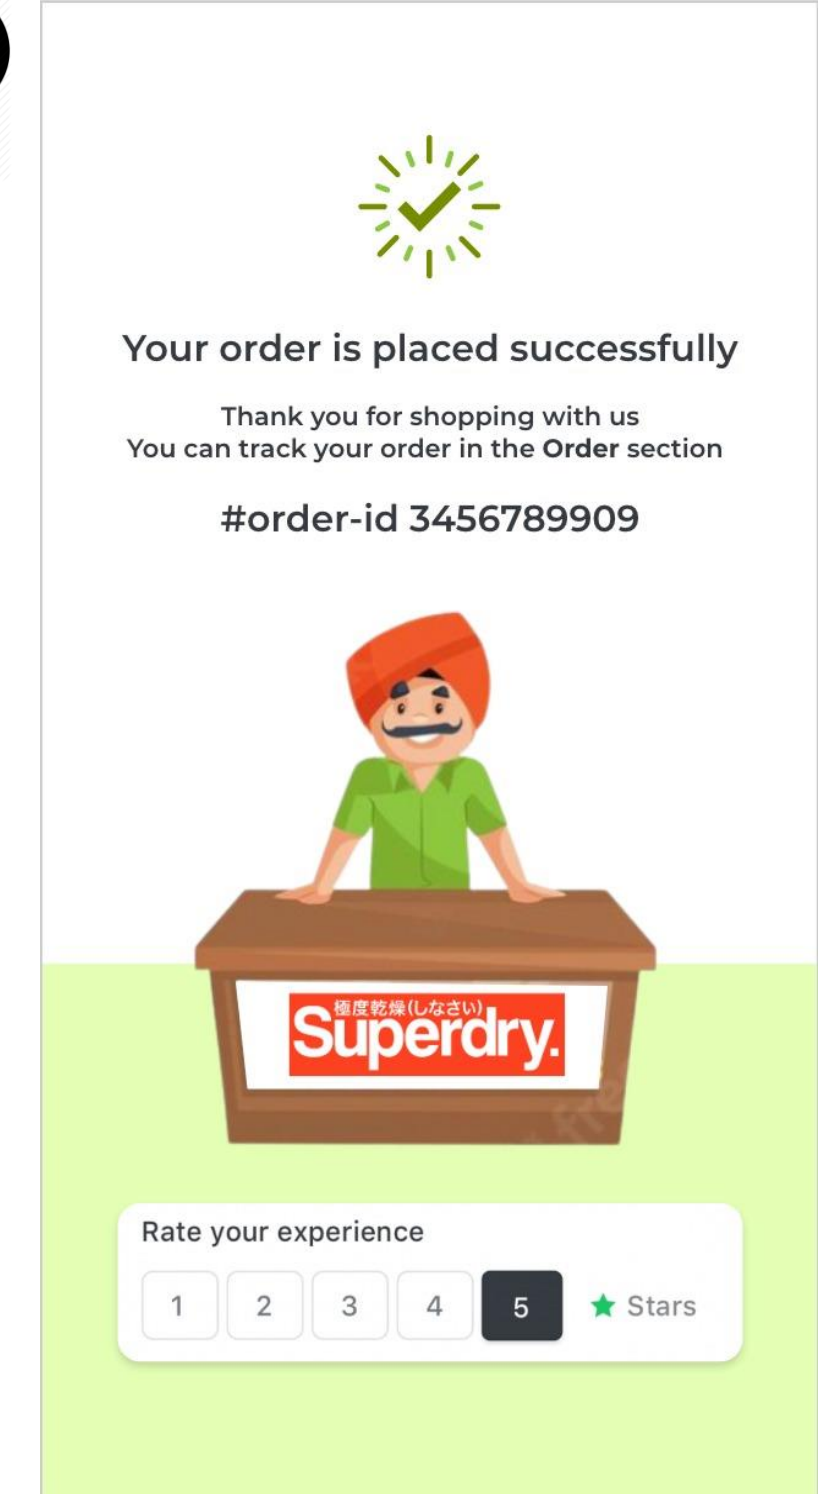 Your order is placed successfully
Thank you for shopping with us
You can track your order in the Order section
#order-id 3456789909
極度乾燥(しなさい)
Superdry.
Rate your experience
1 2 3 4 5 Stars